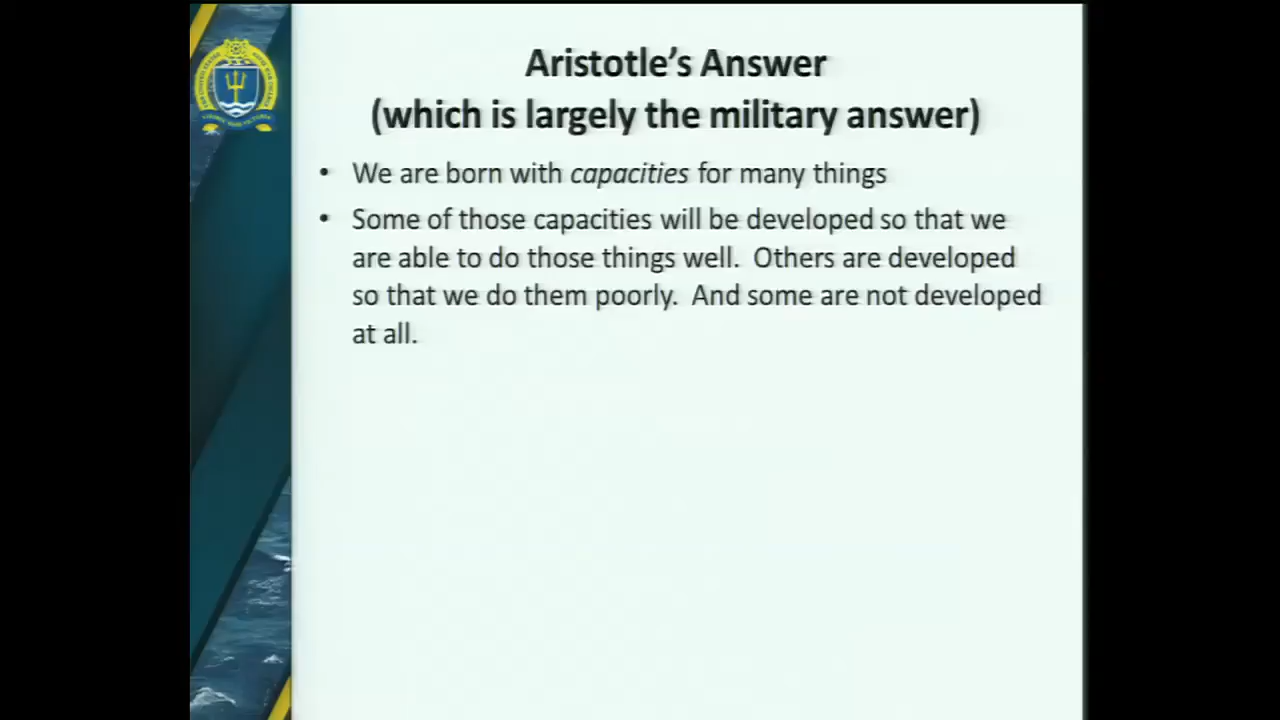 Aristotle's Answer
(which is largely the military answer)
• We are born with capacities for many things
• Some of those capacities will be developed so that we
are able to do those things well.  Others are developed
so that we do them poorly.  And some are not developed
at all.